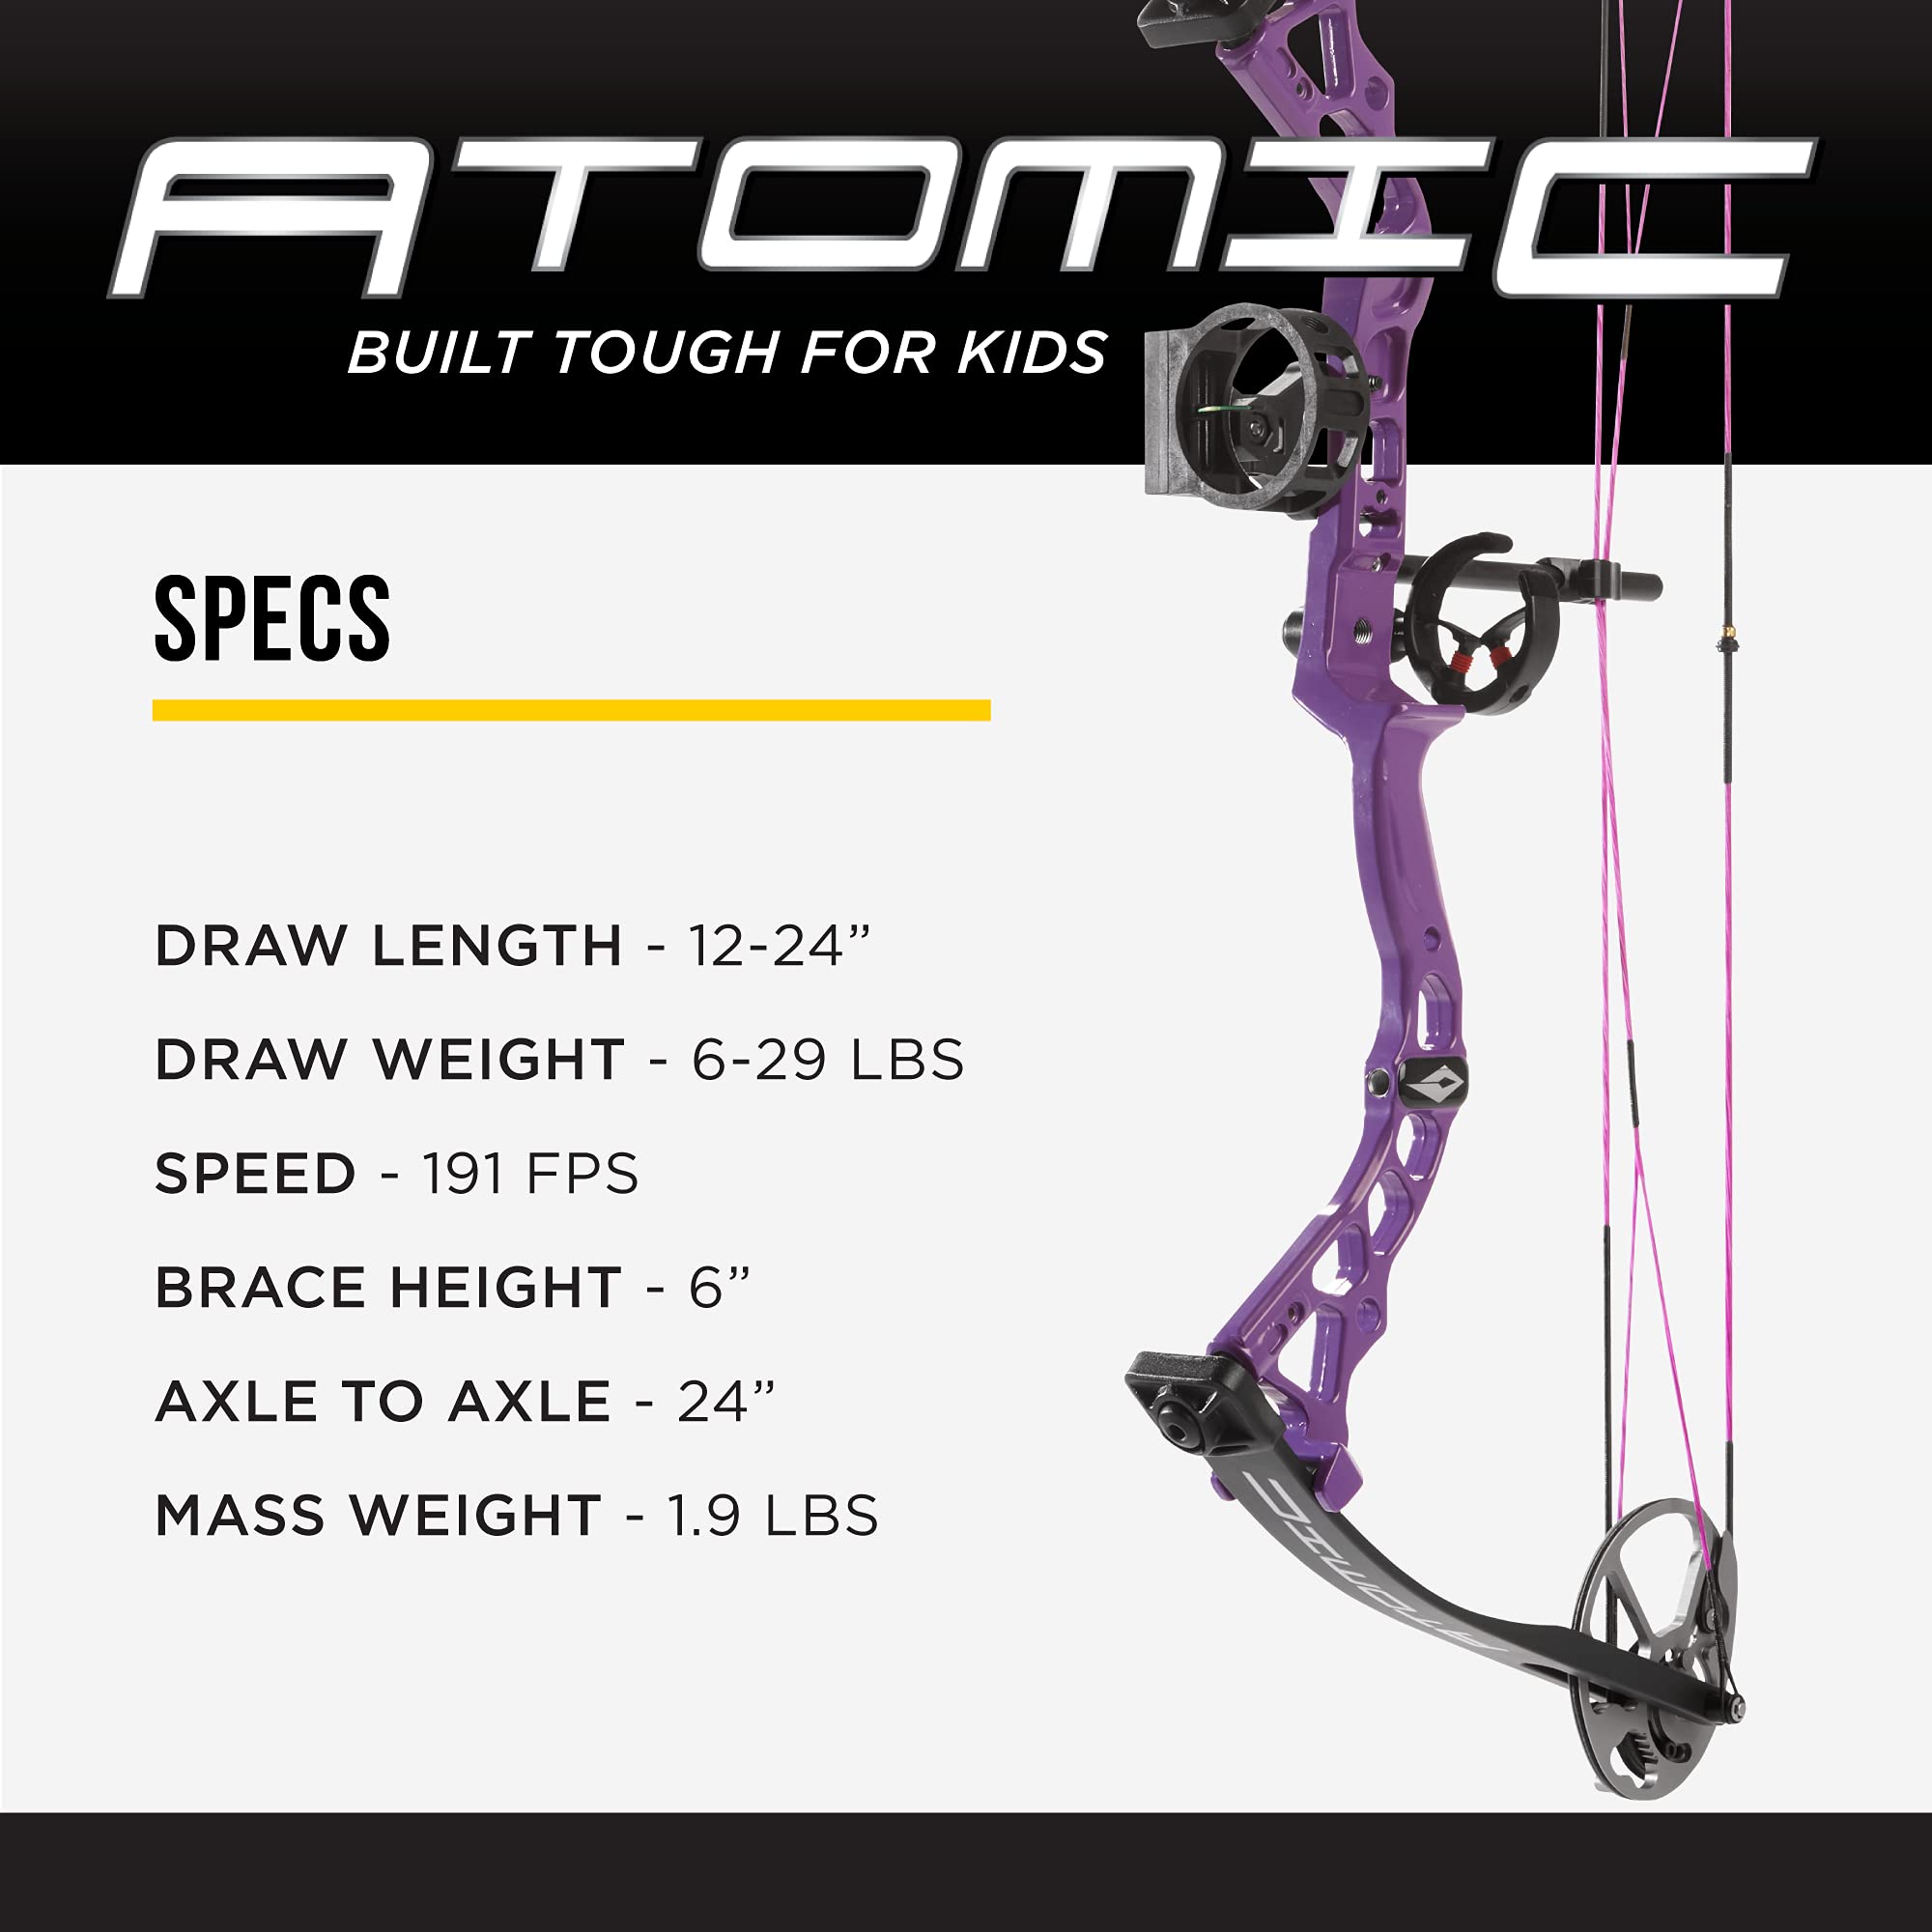 ATOMIC
BUILT TOUGH FOR KIDS
SPECS
DRAW LENGTH - 12-24”
DRAW WEIGHT - 6-29 LBS
SPEED - 191 FPS
BRACE HEIGHT - 6”
AXLE TO AXLE - 24”
MASS WEIGHT - 1.9 LBS
ATOMIC